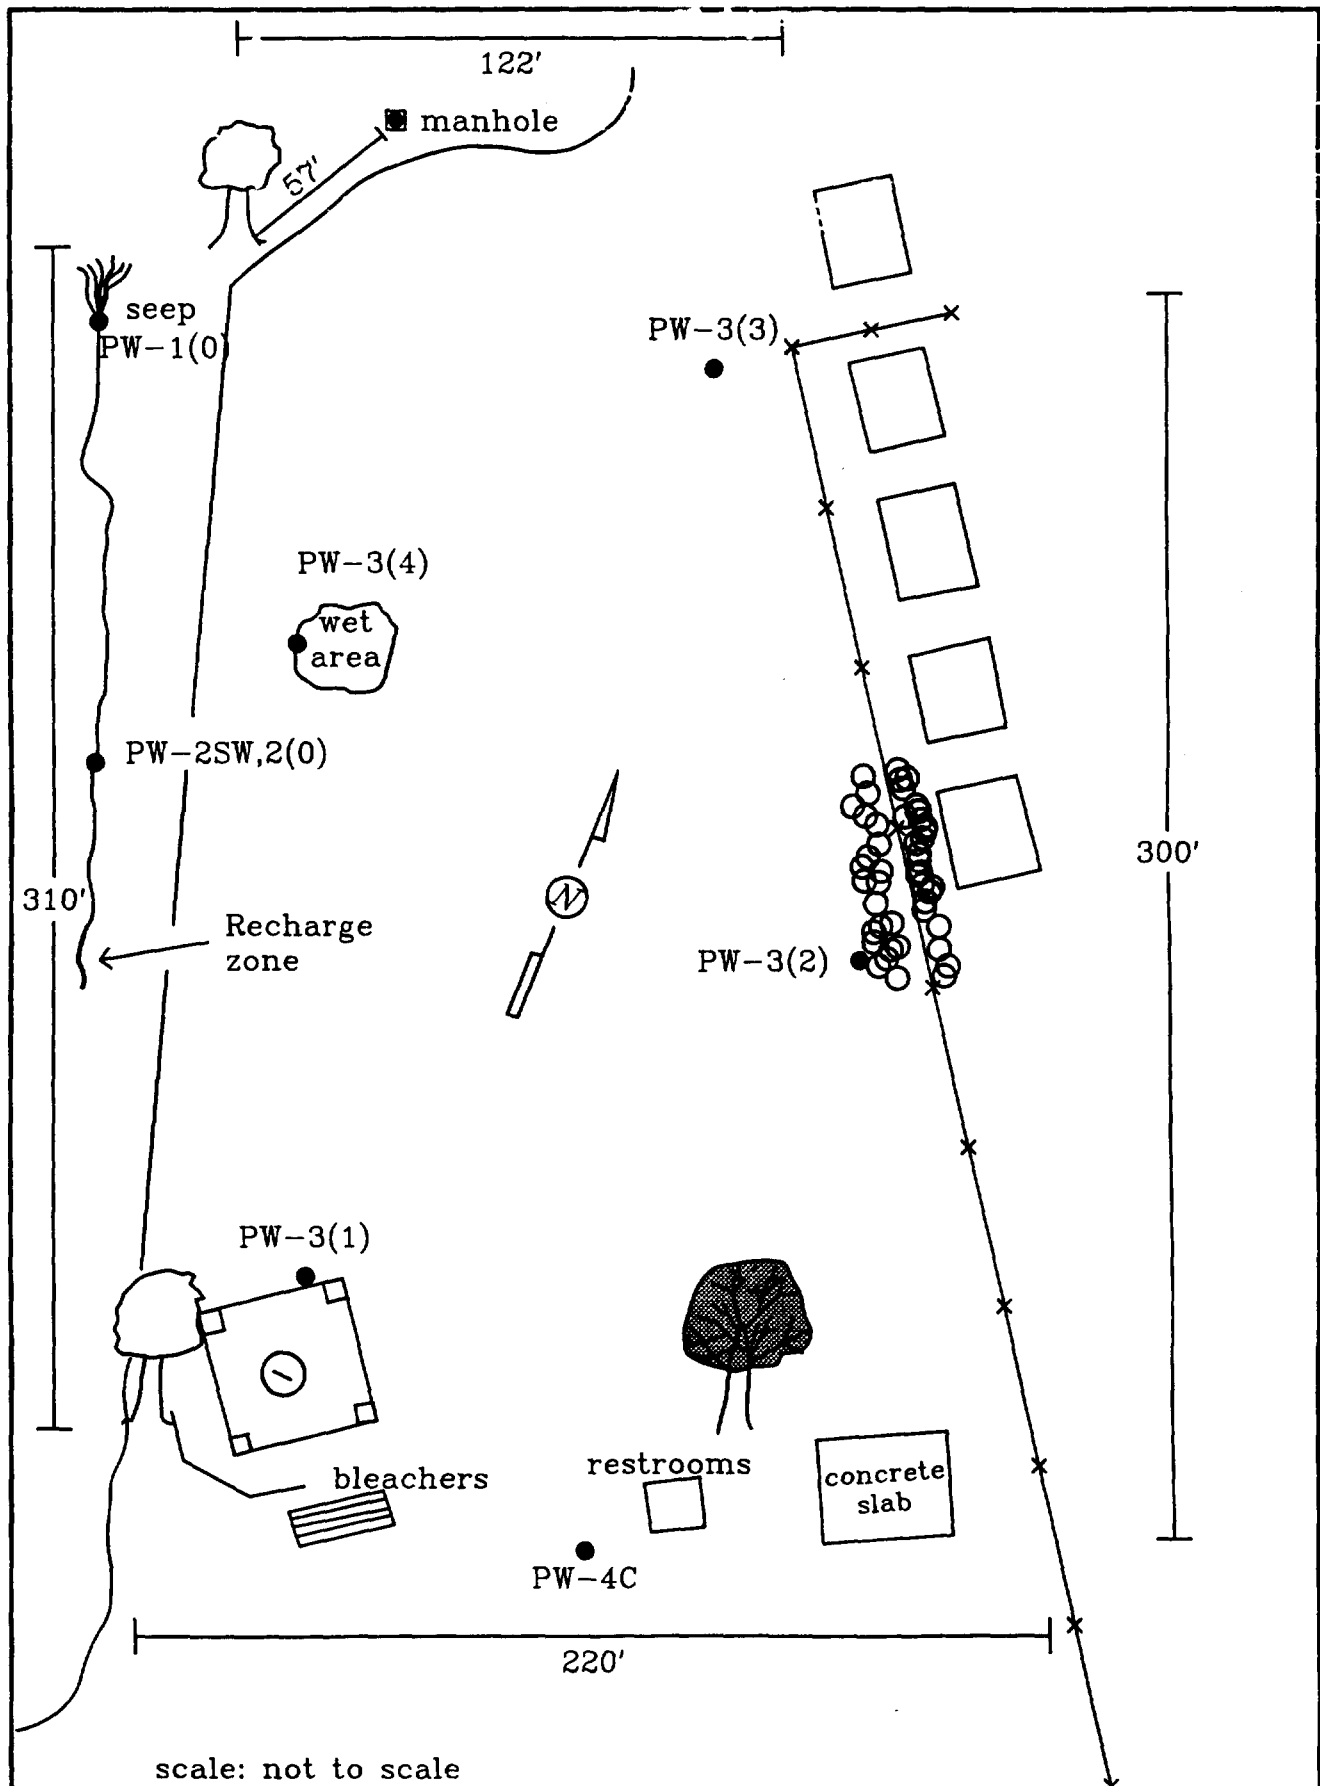 122'
manhole
57'
seep
PW-1(0)
PW-3(3)
PW-3(4)
wet
area
PW-2SW,2(0)
N
300'
310'
Recharge
zone
PW-3(2)
PW-3(1)
restrooms
bleachers
concrete
slab
PW-4C
220'
scale: not to scale